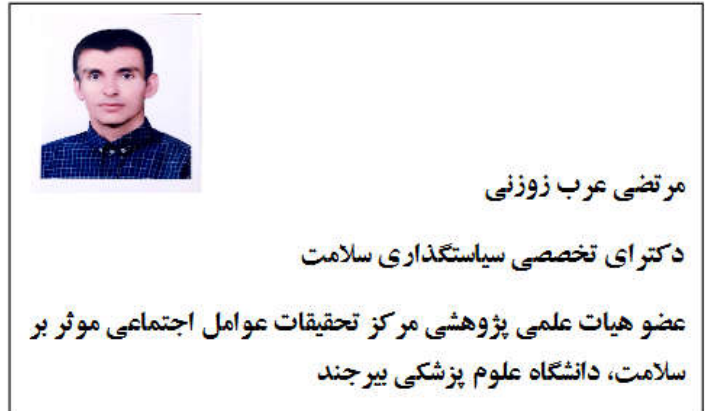 مرتضی عرب زوزنی
دکترای تخصصی سیاستگذاری سلامت
عضو هیات علمی پژوهشی مرکز تحقیقات عوامل اجتماعی موثر بر
سلامت، دانشگاه علوم پزشکی بیرجند